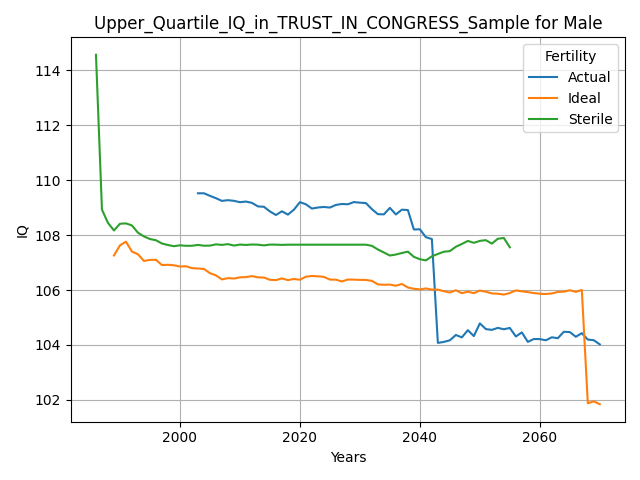 Upper_Quartile_IQ_in_TRUST_IN_CONGRESS_Sample for Male
Fertility
Actual
Ideal
Sterile
114
112
110
108
106
104
102
IQ
2000
2020
2040
2060
Years